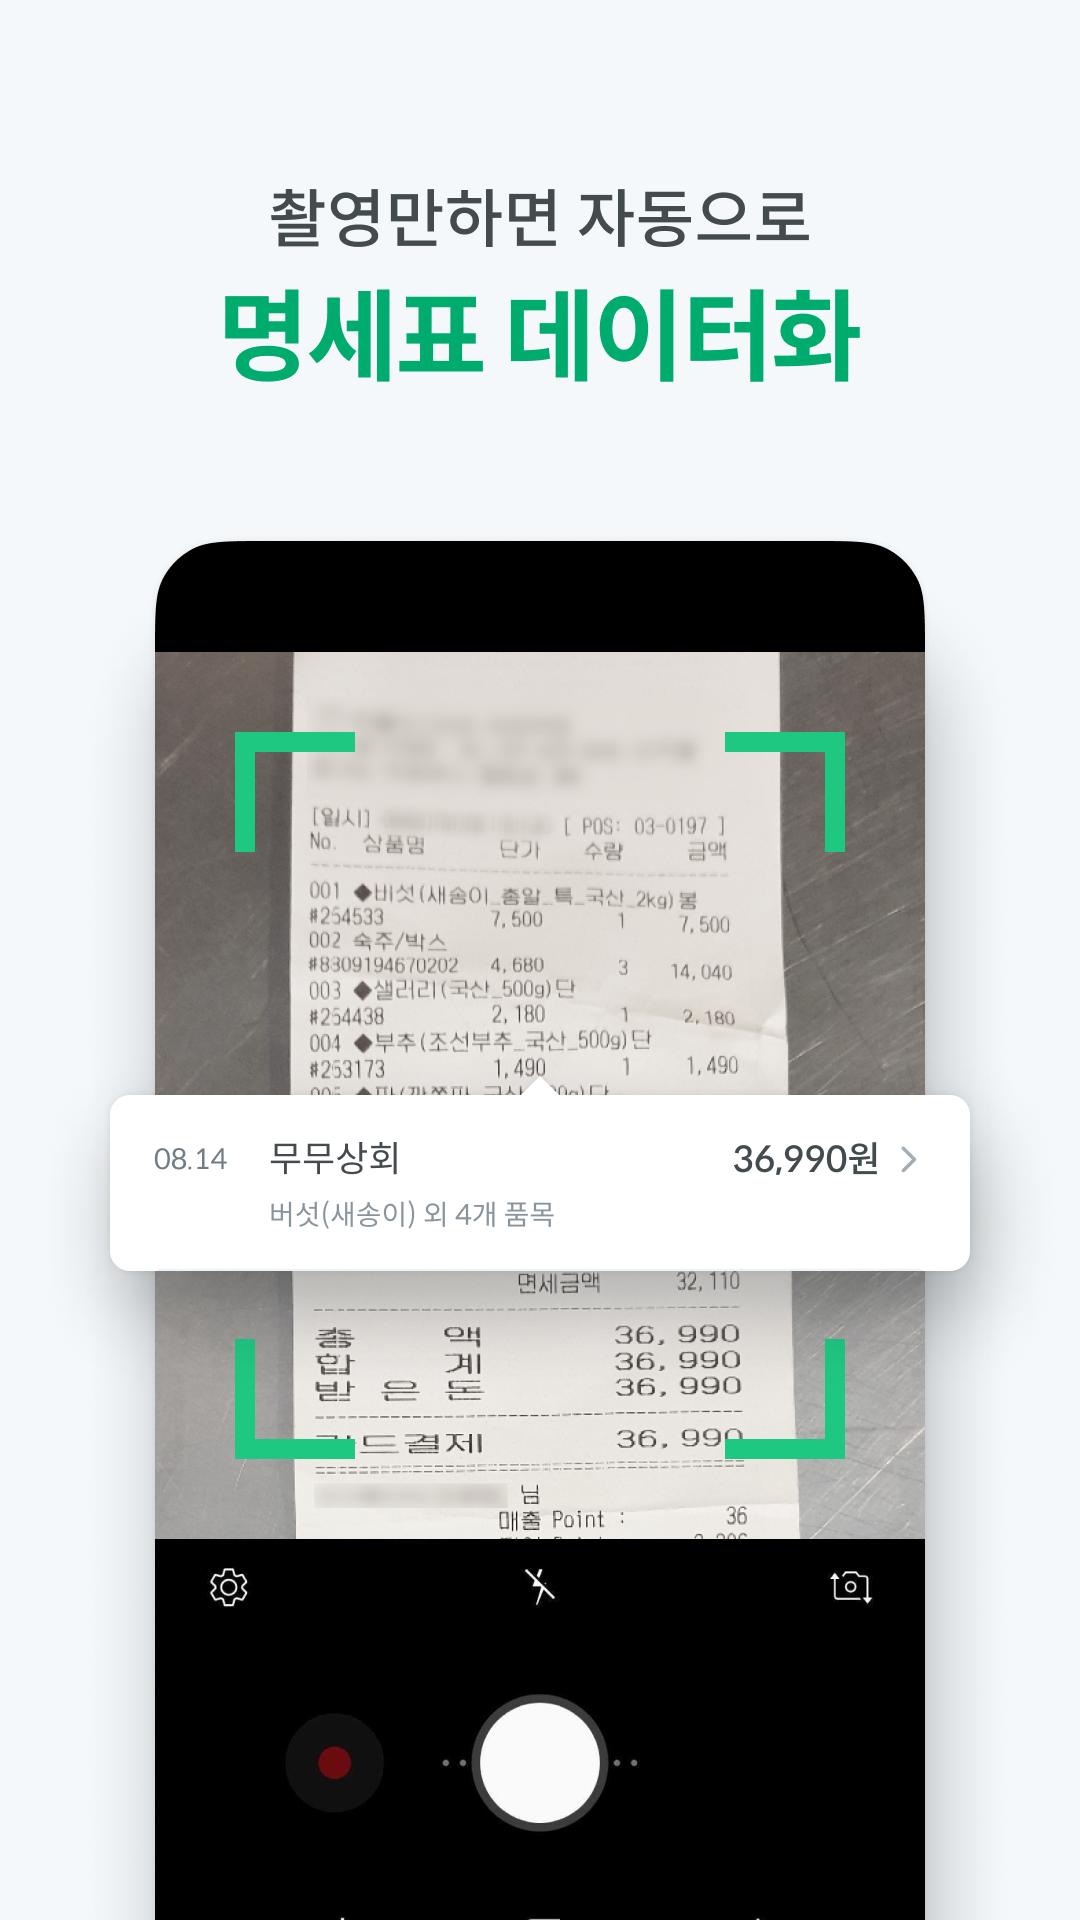 촬영만하면 자동으로
명세표 데이터화
[일시] [ POS: 03-0197 ]
No. 상품명 단가 수량 금액
001 ◆버섯(새송이_총알_특_국산_2kg)봉
#254533 7,500 1 7,500
002 숙주/박스
#8809194670202 4,680 3 14,040
003 ◆샐러리(국산_500g)단
#254438 2,180 1 2,180
004 ◆부추(조선부추_국산_500g)단
#253173 1,490 1 1,490
08.14 무무상회 36,990원
버섯(새송이) 외 4개 품목
면세금액 32,110
총 액 36,990
합 계 36,990
받 은 돈 36,990
카드결제 36,990
님
매출 Point : 36